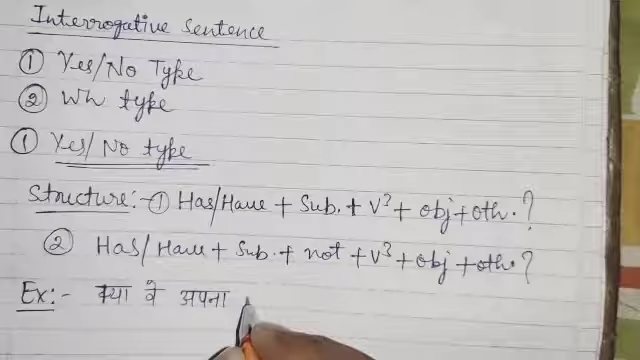 Interrogative sentence
① Yes/No Type
② Wh type
① Yes/No type
Structure:- ① Has/Have + Sub. + V³ + obj + oth. ?
② Has/Have + Sub. + not + V³ + obj + oth. ?
Ex:- क्या वे अपना